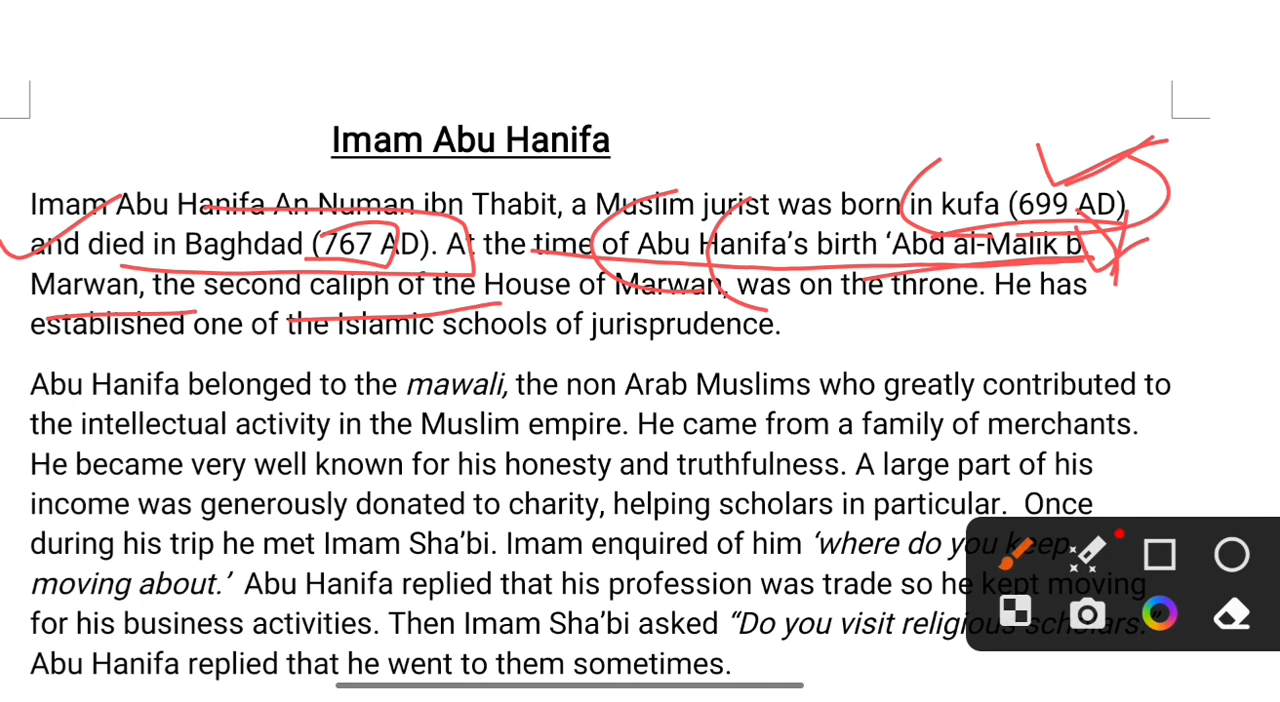 Imam Abu Hanifa
Imam Abu Hanifa An Numan ibn Thabit, a Muslim jurist was born in kufa (699 AD)
and died in Baghdad (767 AD). At the time of Abu Hanifa’s birth ‘Abd al-Malik b
Marwan, the second caliph of the House of Marwan, was on the throne. He has
established one of the Islamic schools of jurisprudence.
Abu Hanifa belonged to the mawali, the non Arab Muslims who greatly contributed to
the intellectual activity in the Muslim empire. He came from a family of merchants.
He became very well known for his honesty and truthfulness. A large part of his
income was generously donated to charity, helping scholars in particular. Once
during his trip he met Imam Sha’bi. Imam enquired of him ‘where do you keep
moving about.’ Abu Hanifa replied that his profession was trade so he kept moving
for his business activities. Then Imam Sha’bi asked “Do you visit religious scholars.”
Abu Hanifa replied that he went to them sometimes.